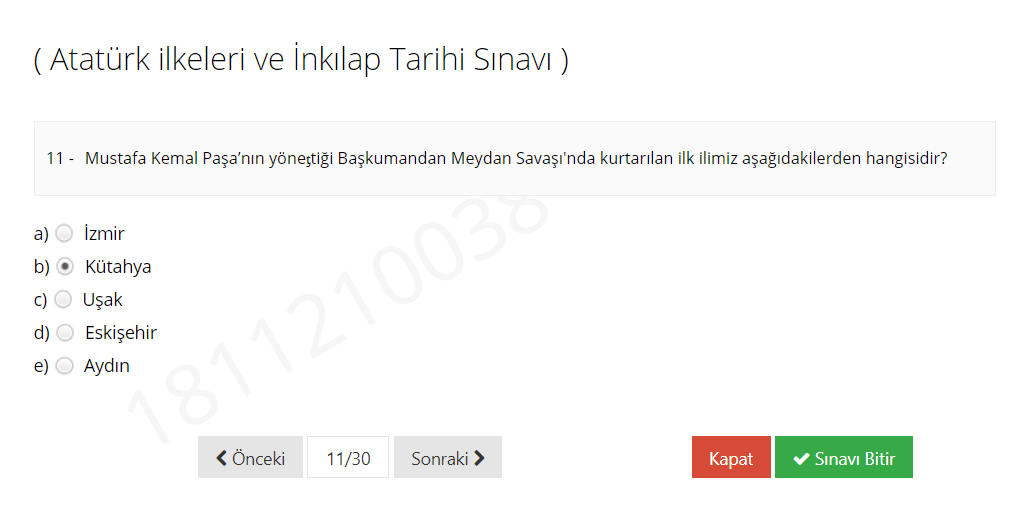 ( Atatürk ilkeleri ve İnkılap Tarihi Sınavı )
11 - Mustafa Kemal Paşa’nın yöneştiği Başkumandan Meydan Savaşı'nda kurtarılan ilk ilimiz aşağıdakilerden hangisidir?
a) İzmir
b) Kütahya
c) Uşak
d) Eskişehir
e) Aydın
1811210038
Önceki 11/30 Sonraki Kapat Sınavı Bitir